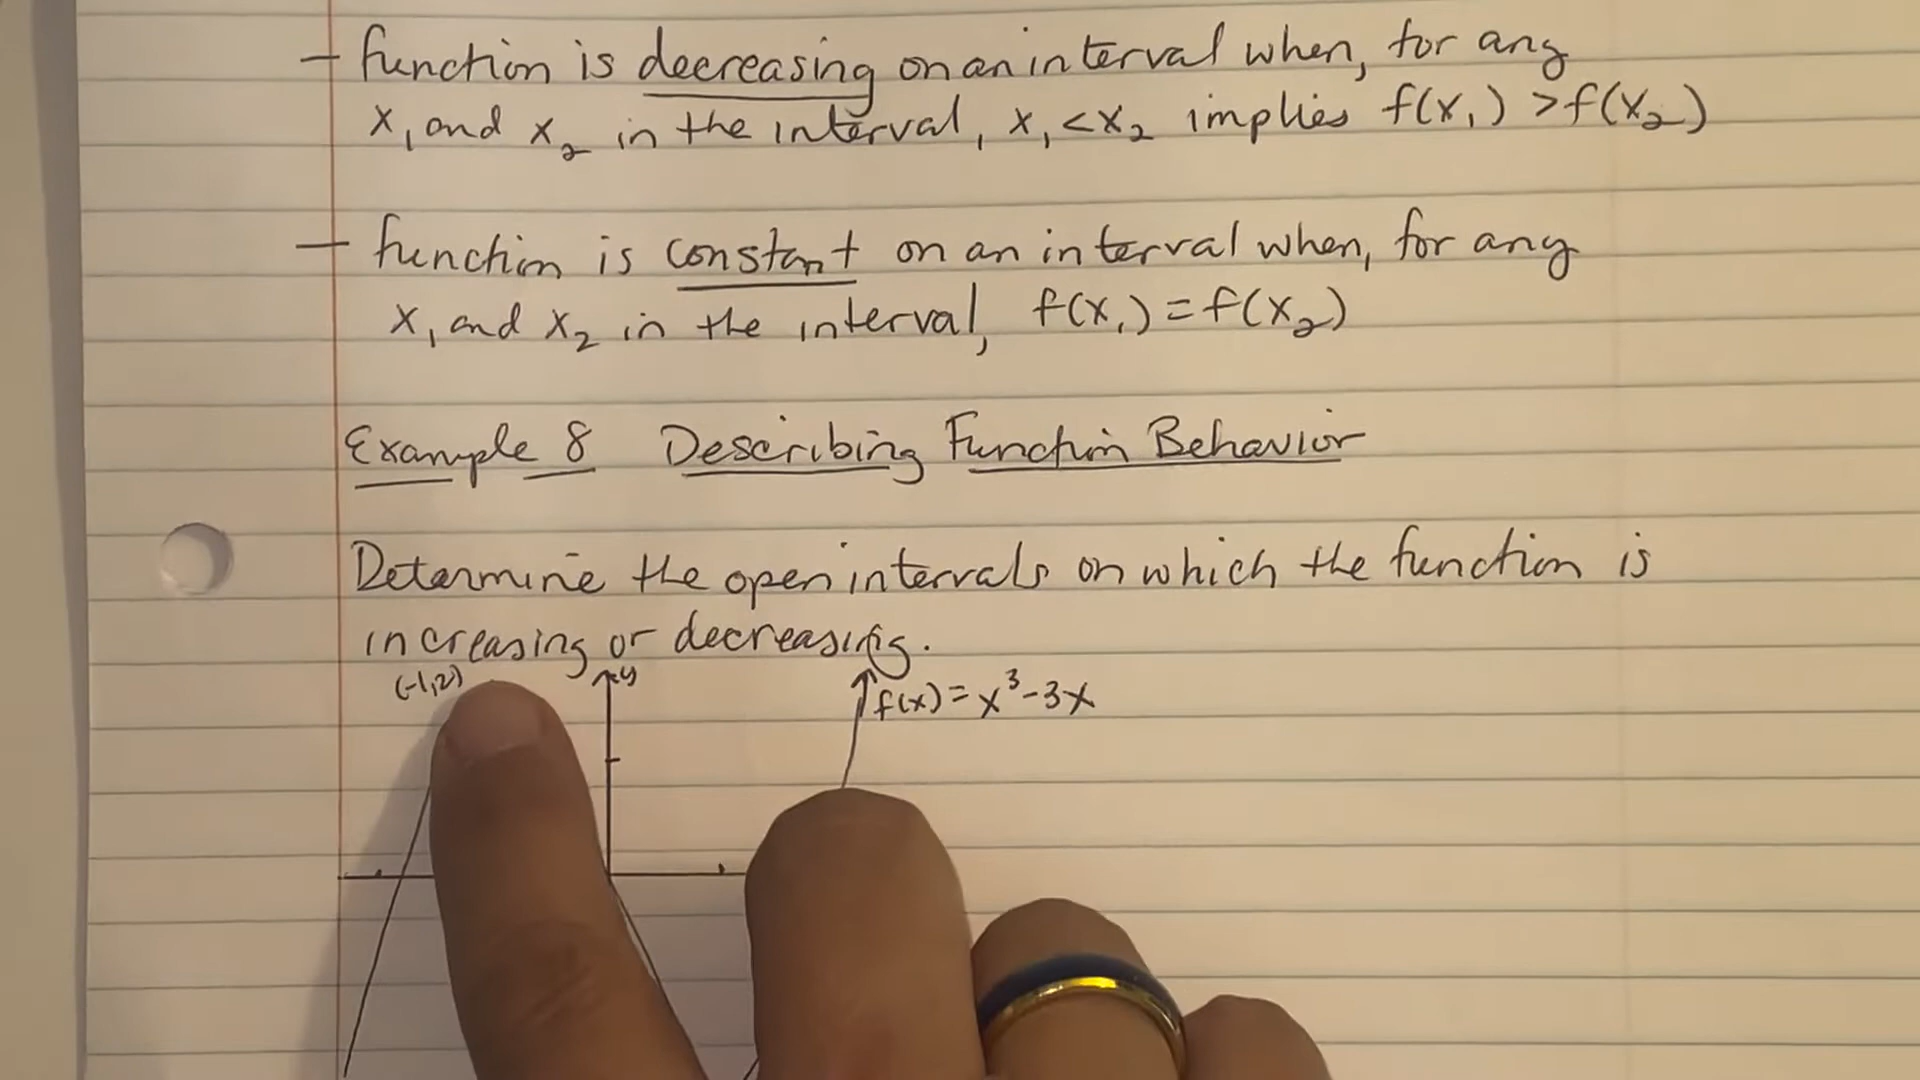 – function is decreasing on an interval when, for any
x₁ and x₂ in the interval, x₁ < x₂ implies f(x₁) > f(x₂)
– function is constant on an interval when, for any
x₁ and x₂ in the interval, f(x₁) = f(x₂)
Example 8 Describing Function Behavior
Determine the open intervals on which the function is
increasing or decreasing.
(-1,2)
y
f(x) = x³ - 3x